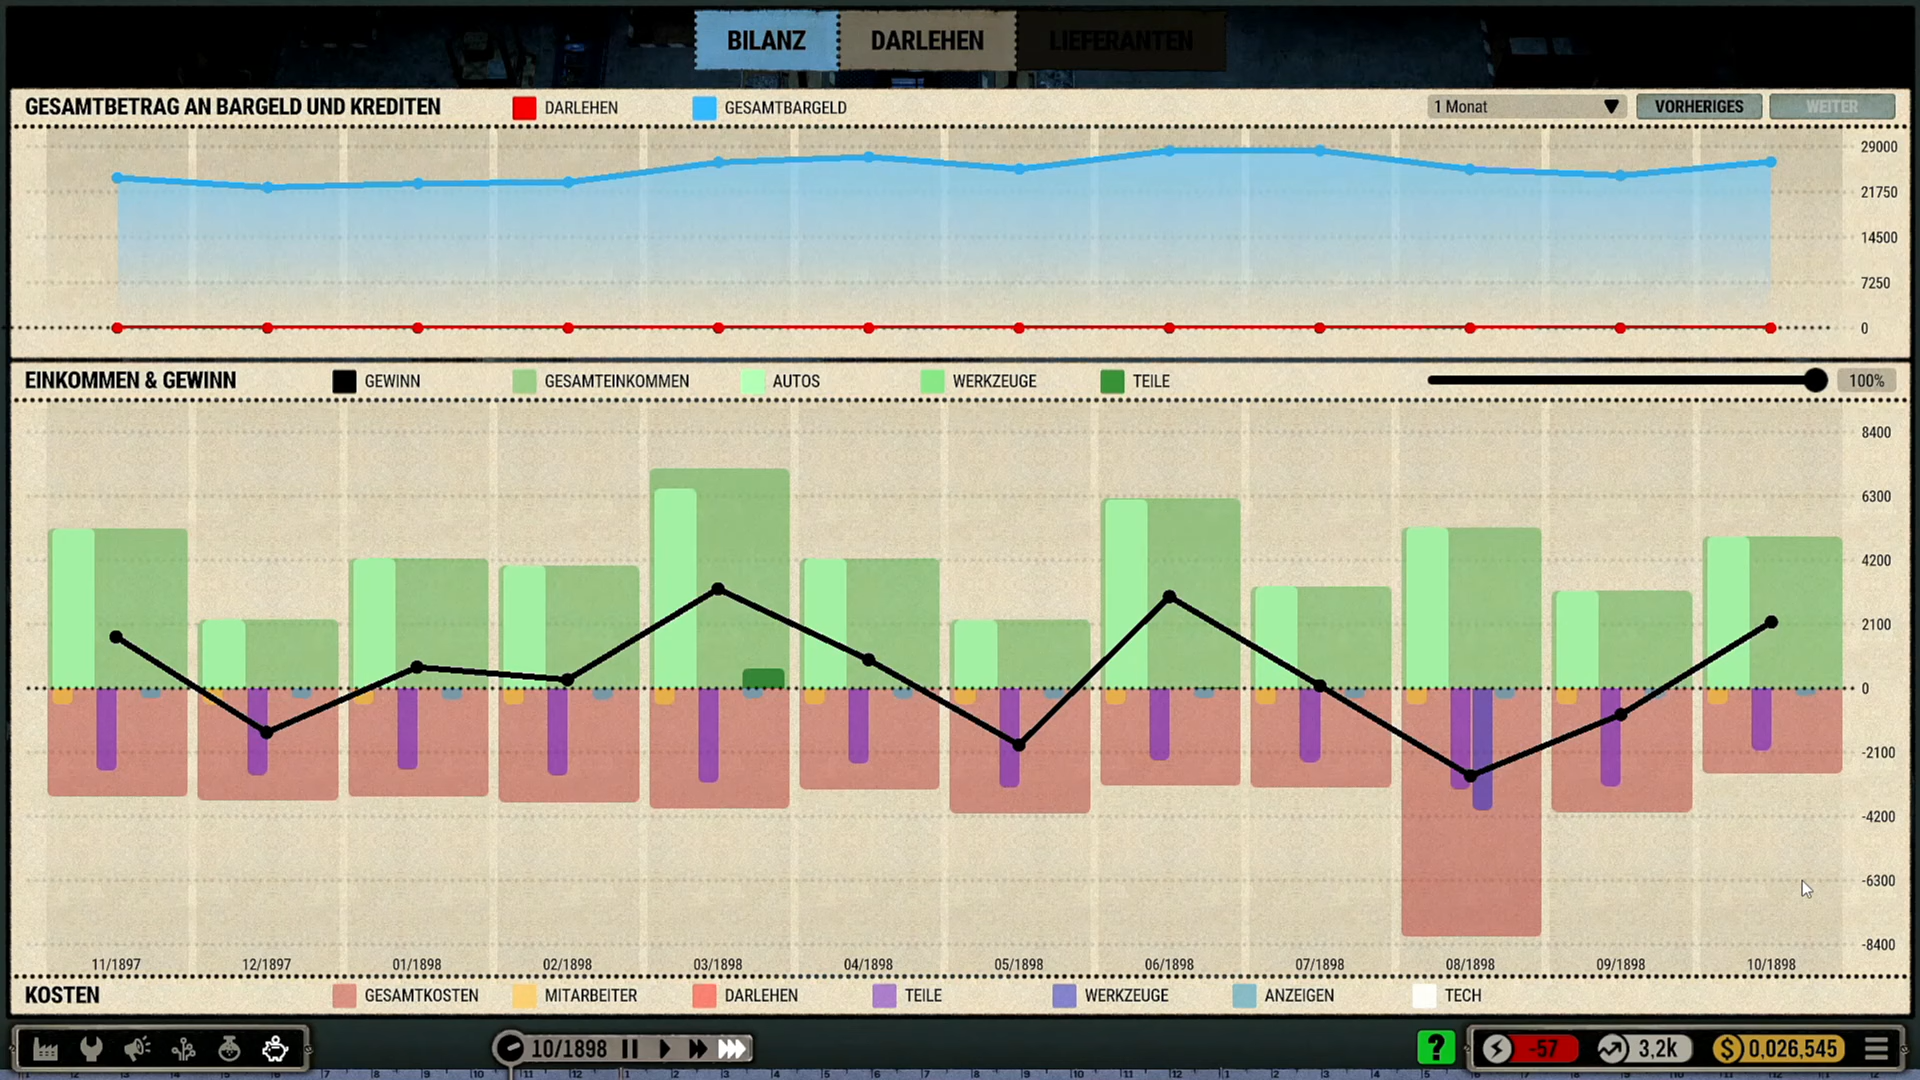 BILANZ DARLEHEN LIEFERANTEN
GESAMTBETRAG AN BARGELD UND KREDITEN DARLEHEN GESAMTBARGELD 1 Monat VORHERIGES WEITER
29000
21750
14500
7250
0
EINKOMMEN & GEWINN GEWINN GESAMTEINKOMMEN AUTOS WERKZEUGE TEILE 100%
8400
6300
4200
2100
0
-2100
-4200
-6300
-8400
11/1897 12/1897 01/1898 02/1898 03/1898 04/1898 05/1898 06/1898 07/1898 08/1898 09/1898 10/1898
KOSTEN GESAMTKOSTEN MITARBEITER DARLEHEN TEILE WERKZEUGE ANZEIGEN TECH
10/1898 ? -57 3,2k $ 0,026,545